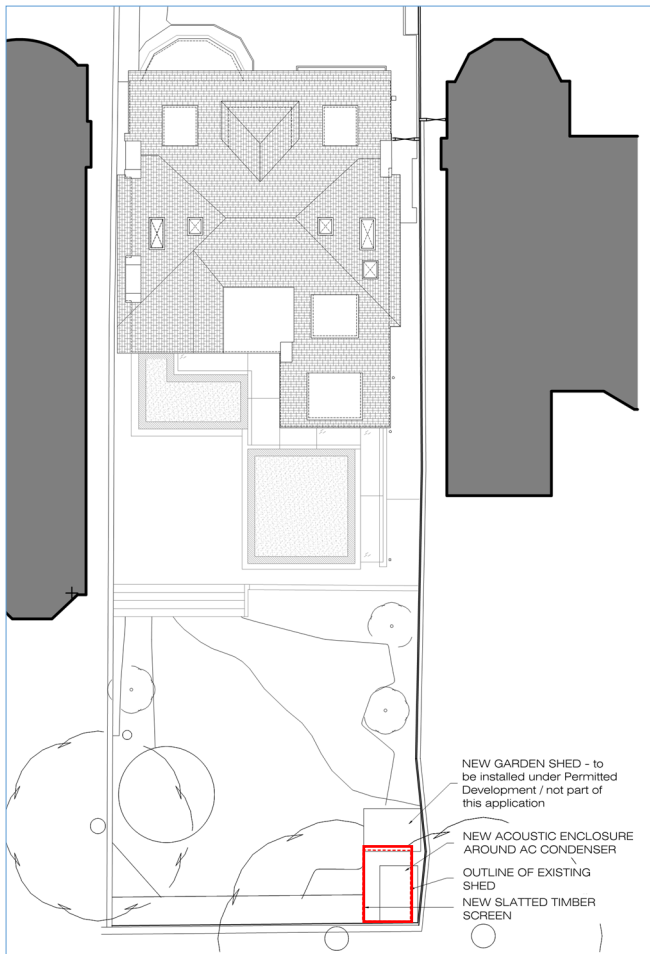 NEW GARDEN SHED - to
be installed under Permitted
Development / not part of
this application
NEW ACOUSTIC ENCLOSURE
AROUND AC CONDENSER
OUTLINE OF EXISTING
SHED
NEW SLATTED TIMBER
SCREEN